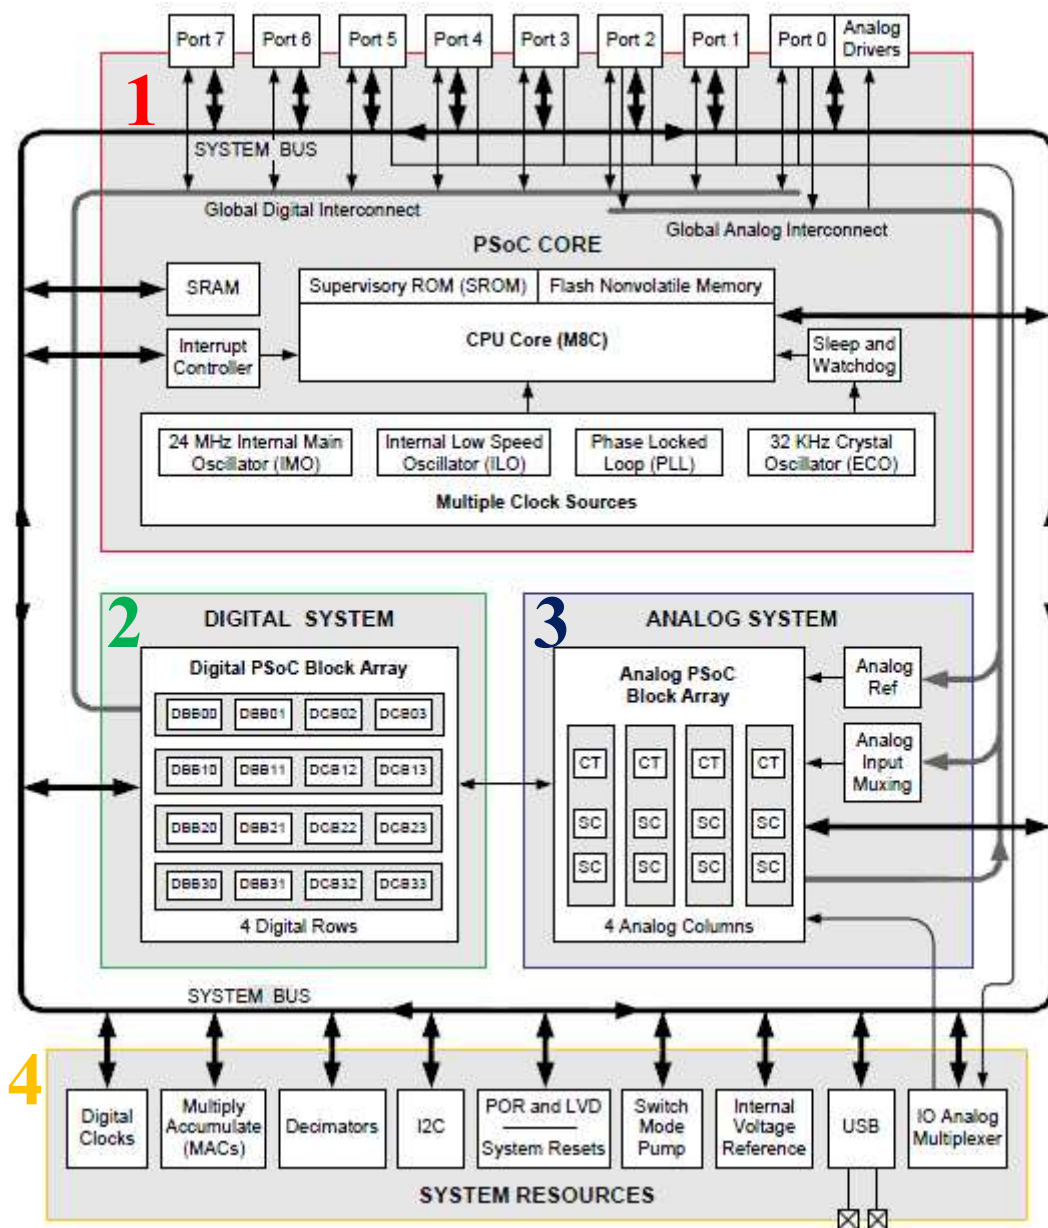 Port 7
Port 6
Port 5
Port 4
Port 3
Port 2
Port 1
Port 0
Analog
Drivers
1
SYSTEM BUS
Global Digital Interconnect
Global Analog Interconnect
PSoC CORE
SRAM
Supervisory ROM (SROM)
Flash Nonvolatile Memory
CPU Core (M8C)
Interrupt
Controller
Sleep and
Watchdog
24 MHz Internal Main
Oscillator (IMO)
Internal Low Speed
Oscillator (ILO)
Phase Locked
Loop (PLL)
32 KHz Crystal
Oscillator (ECO)
Multiple Clock Sources
2
DIGITAL SYSTEM
Digital PSoC Block Array
DBB00 DBB01 DCB02 DCB03
DBB10 DBB11 DCB12 DCB13
DBB20 DBB21 DCB22 DCB23
DBB30 DBB31 DCB32 DCB33
4 Digital Rows
3
ANALOG SYSTEM
Analog PSoC
Block Array
CT CT CT CT
SC SC SC SC
SC SC SC SC
4 Analog Columns
Analog
Ref
Analog
Input
Muxing
SYSTEM BUS
4
Digital
Clocks
Multiply
Accumulate
(MACs)
Decimators
I2C
POR and LVD
System Resets
Switch
Mode
Pump
Internal
Voltage
Reference
USB
IO Analog
Multiplexer
SYSTEM RESOURCES